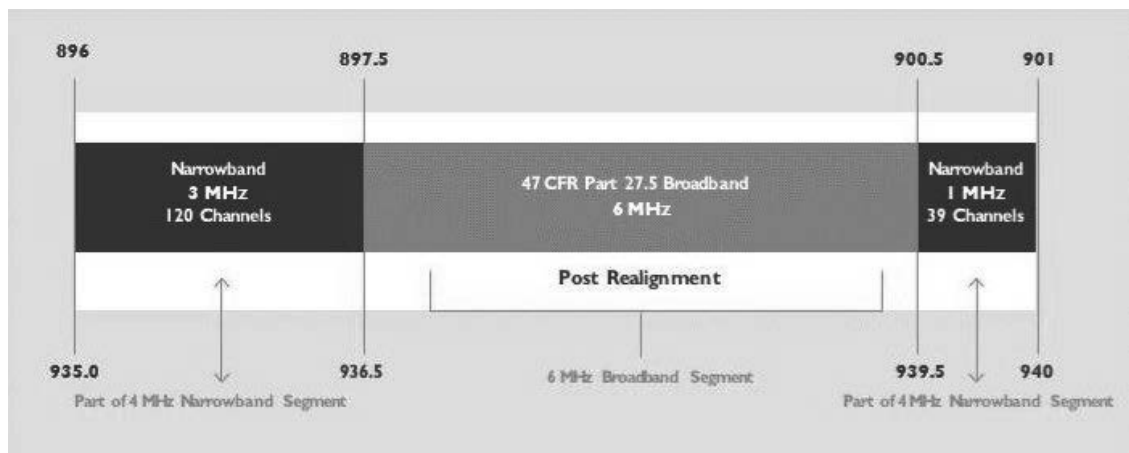 896
897.5
900.5
901
Narrowband
3 MHz
120 Channels
47 CFR Part 27.5 Broadband
6 MHz
Narrowband
1 MHz
39 Channels
Post Realignment
935.0
936.5
6 MHz Broadband Segment
939.5
940
Part of 4 MHz Narrowband Segment
Part of 4 MHz Narrowband Segment